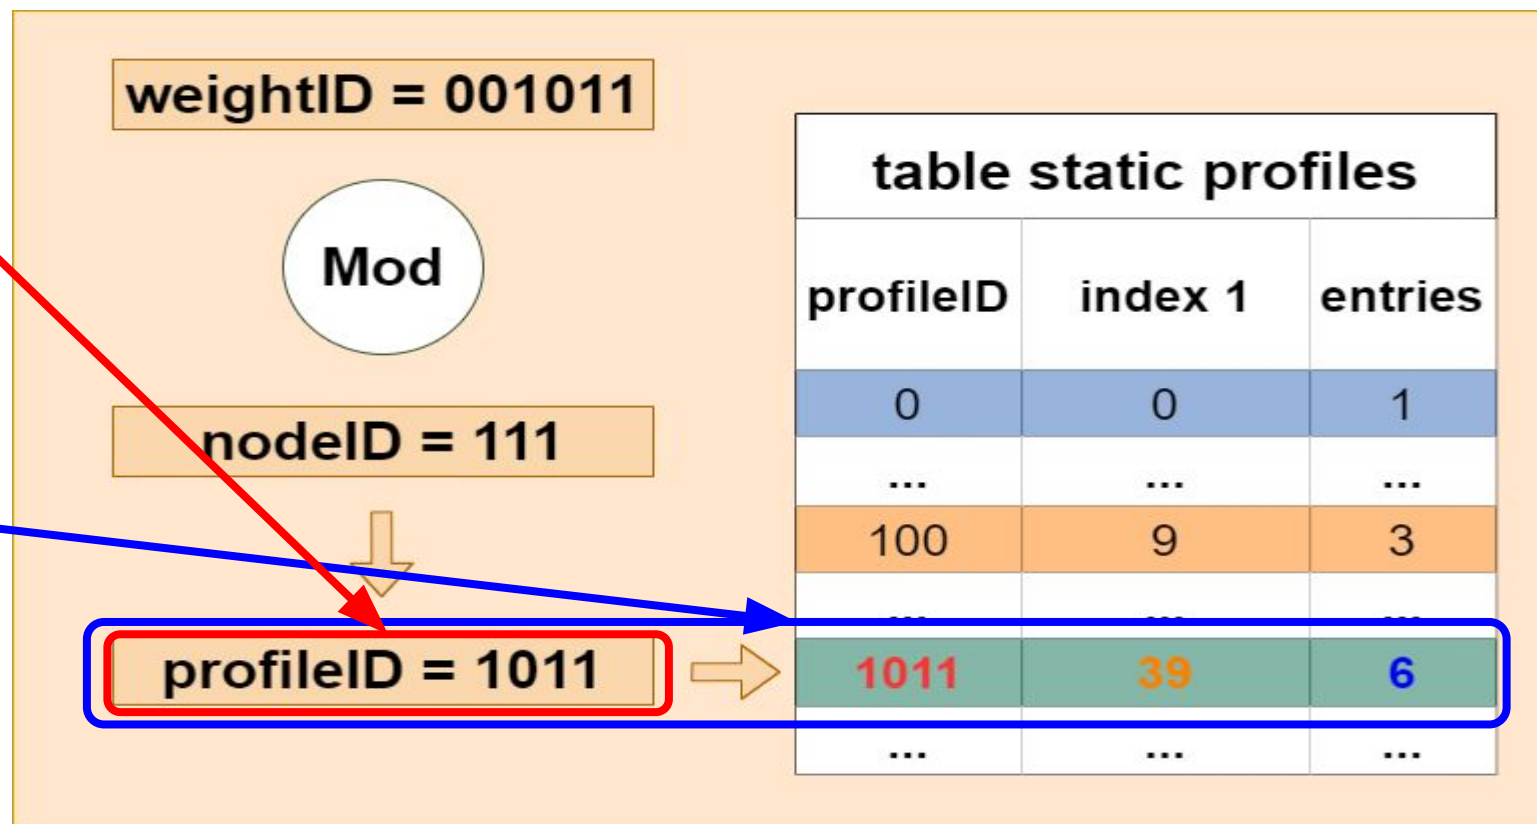 weightID = 001011
Mod
nodeID = 111
profileID = 1011
table static profiles
profileID index 1 entries
0 0 1
... ... ...
100 9 3
... ... ...
1011 39 6
... ... ...